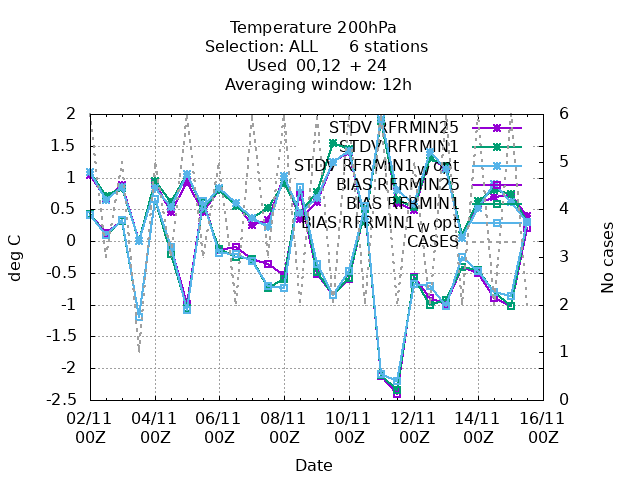 Temperature 200hPa
Selection: ALL 6 stations
Used 00,12 + 24
Averaging window: 12h
deg C
No cases
2
1.5
1
0.5
0
-0.5
-1
-1.5
-2
-2.5
6
5
4
3
2
1
0
STDV RFRMIN25
STDV RFRMIN1
STDV RFRMIN1_w opt
BIAS RFRMIN25
BIAS RFRMIN1
BIAS RFRMIN1_w opt
CASES
02/11 04/11 06/11 08/11 10/11 12/11 14/11 16/11
00Z 00Z 00Z 00Z 00Z 00Z 00Z 00Z
Date